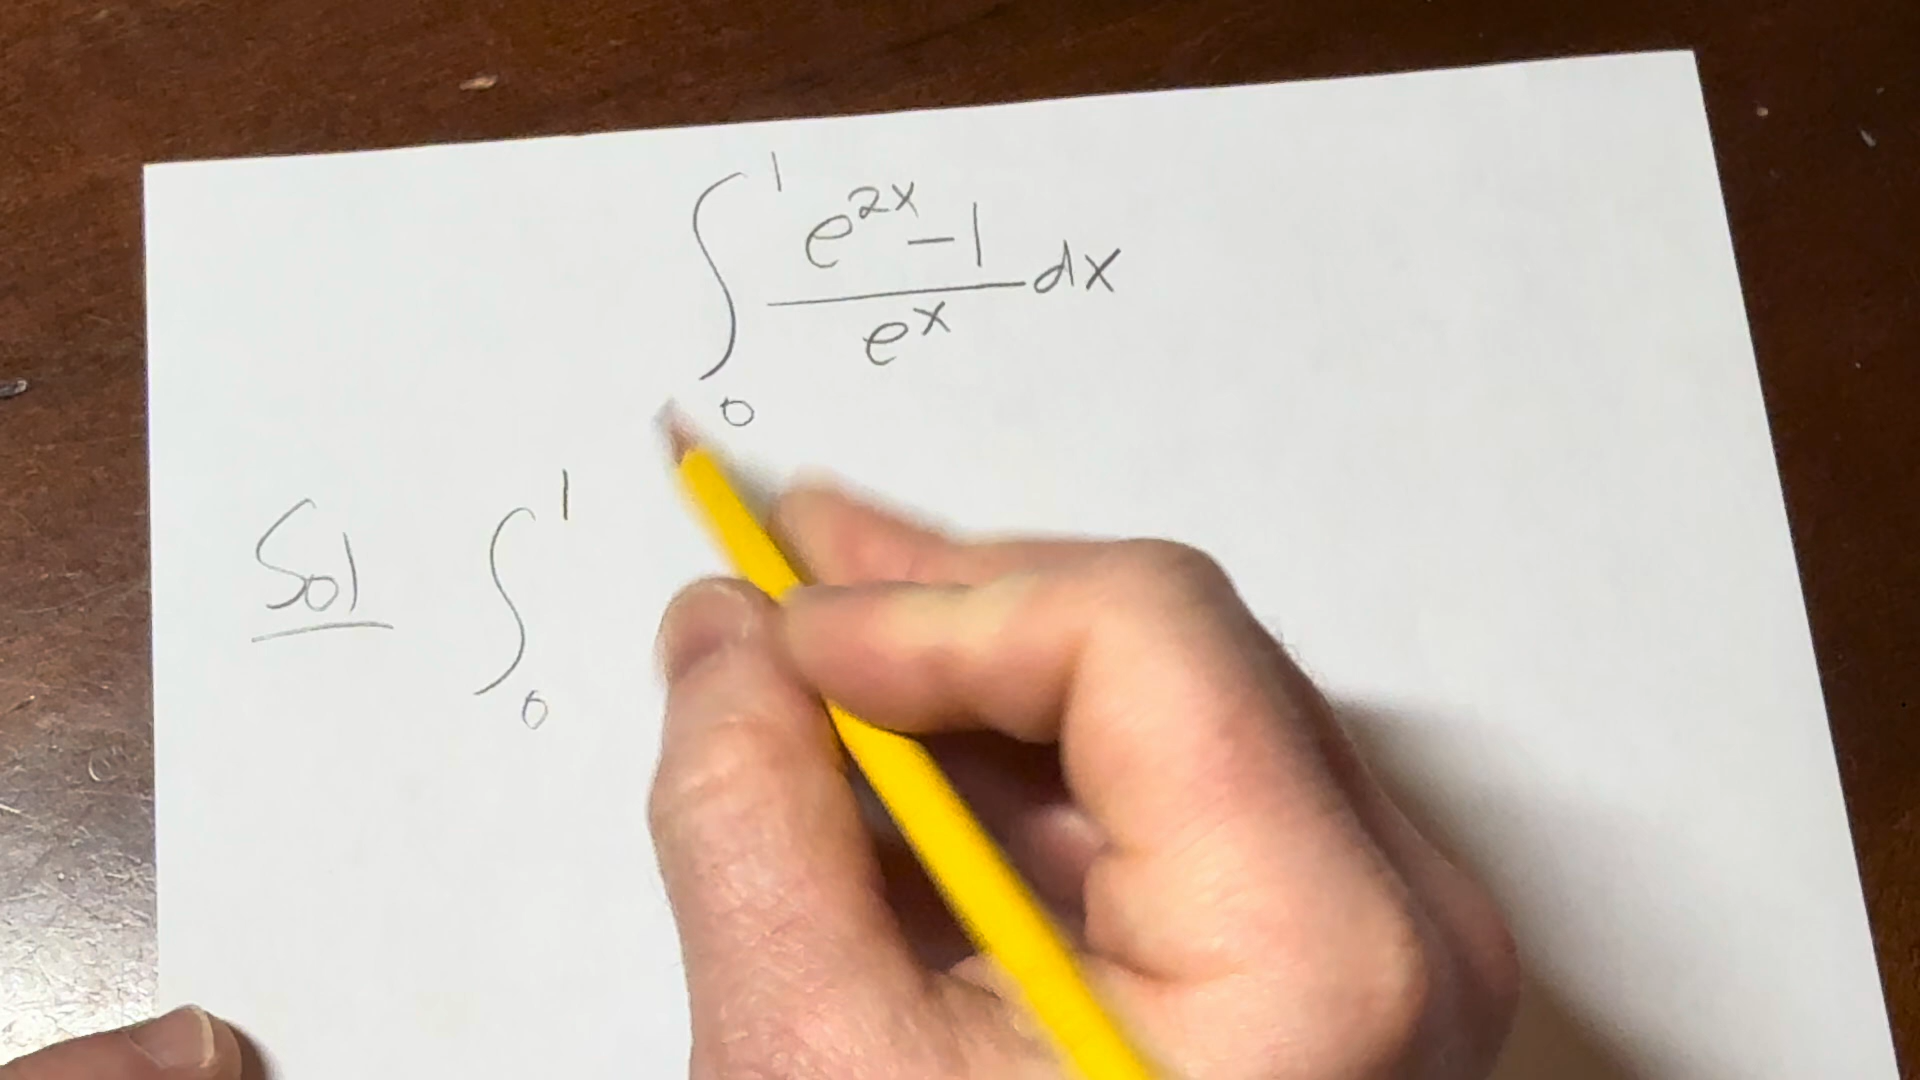 ∫₀¹ (e^{2x} - 1)/(e^x) dx
Sol ∫₀¹